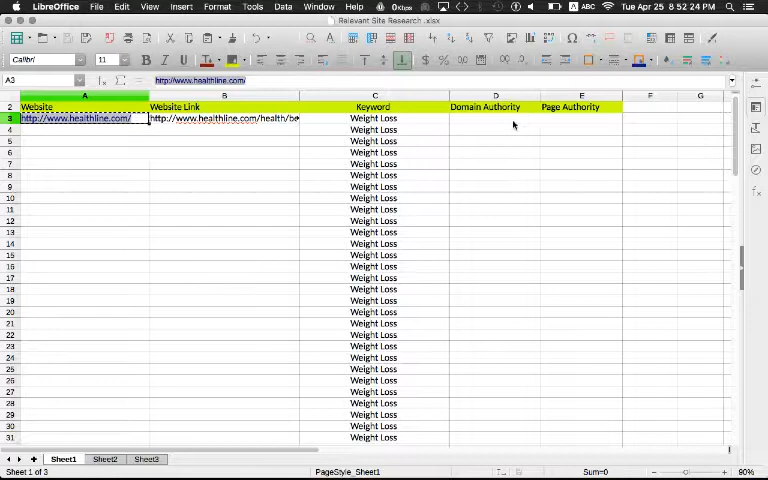 LibreOffice File Edit View Insert Format Tools Data Window Help ABC Tue Apr 25 8:52:24 PM
Relevant Site Research .xlsx
Calibri 11
A3 http://www.healthline.com/
A B C D E F G
2 Website Website Link Keyword Domain Authority Page Authority
3 http://www.healthline.com/ http://www.healthline.com/health/be Weight Loss
4 Weight Loss
5 Weight Loss
6 Weight Loss
7 Weight Loss
8 Weight Loss
9 Weight Loss
10 Weight Loss
11 Weight Loss
12 Weight Loss
13 Weight Loss
14 Weight Loss
15 Weight Loss
16 Weight Loss
17 Weight Loss
18 Weight Loss
19 Weight Loss
20 Weight Loss
21 Weight Loss
22 Weight Loss
23 Weight Loss
24 Weight Loss
25 Weight Loss
26 Weight Loss
27 Weight Loss
28 Weight Loss
29 Weight Loss
30 Weight Loss
31 Weight Loss
Sheet1 Sheet2 Sheet3
Sheet 1 of 3 PageStyle_Sheet1 Sum=0 90%